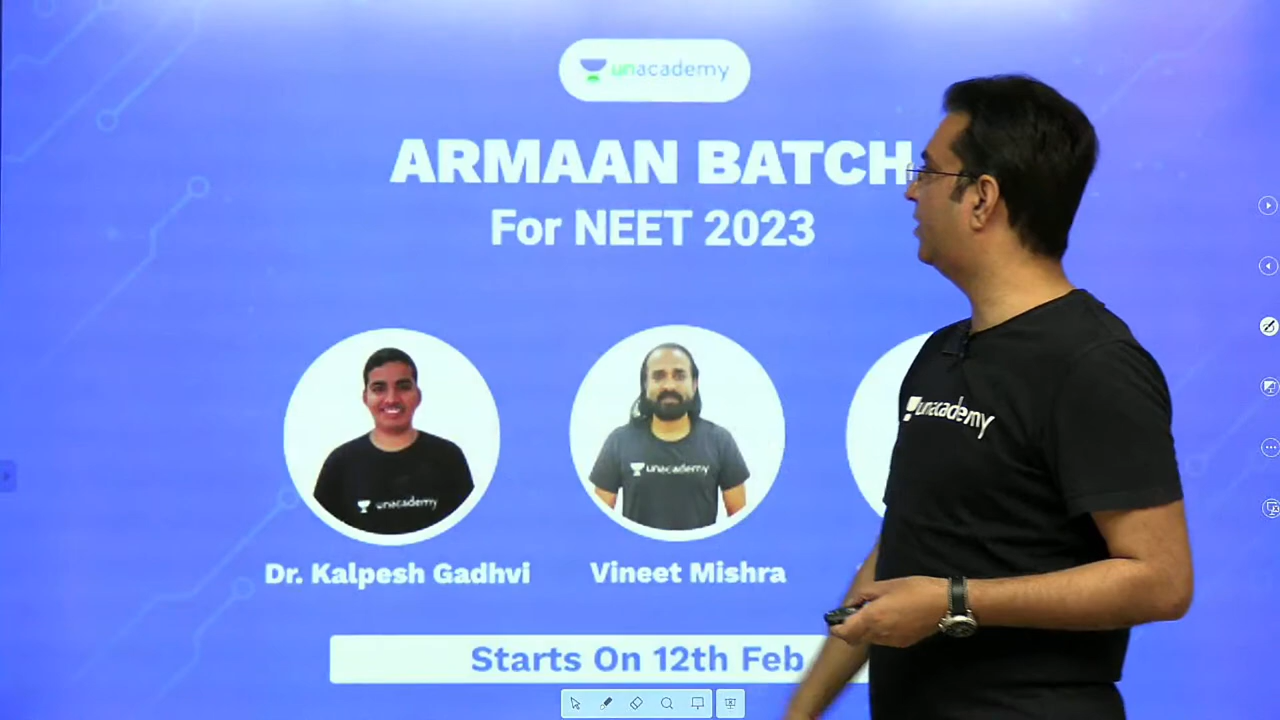 unacademy
ARMAAN BATCH
For NEET 2023
unacademy
unacademy
unacademy
Dr. Kalpesh Gadhvi
Vineet Mishra
Starts On 12th Feb